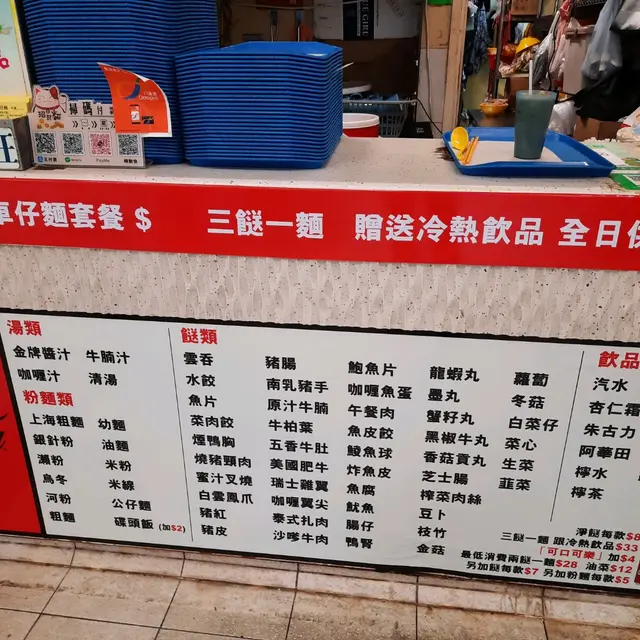 掃碼付款
車仔麵套餐 $ 三餸一麵 贈送冷熱飲品 全日供
湯類
金牌醬汁 牛腩汁
咖喱汁 清湯
粉麵類
上海粗麵 幼麵
銀針粉 油麵
瀨粉 米粉
烏冬 米線
河粉 公仔麵
粗麵 碟頭飯 (加$2)
餸類
雲吞
水餃
魚片
菜肉餃
煙鴨胸
燒豬頸肉
蜜汁叉燒
白雲鳳爪
豬紅
豬皮
豬腸
南乳豬手
原汁牛腩
牛柏葉
五香牛肚
美國肥牛
瑞士雞翼
咖喱翼尖
泰式扎肉
沙嗲牛肉
鮑魚片
咖喱魚蛋
午餐肉
魚皮餃
鯪魚球
炸魚皮
魚腐
魷魚
腸仔
鴨腎
龍蝦丸
墨丸
蟹籽丸
黑椒牛丸
香菇貢丸
芝士腸
榨菜肉絲
豆卜
枝竹
金菇
蘿蔔
冬菇
白菜仔
菜心
生菜
韮菜
飲品
汽水
杏仁霜
朱古力
阿華田
檸水
檸茶
淨餸每款$8
三餸一麵 跟冷熱飲品$33
「可口可樂」加$4
最低消費兩餸一麵$28 油菜$12
另加餸每款$7 另加粉麵每款$5